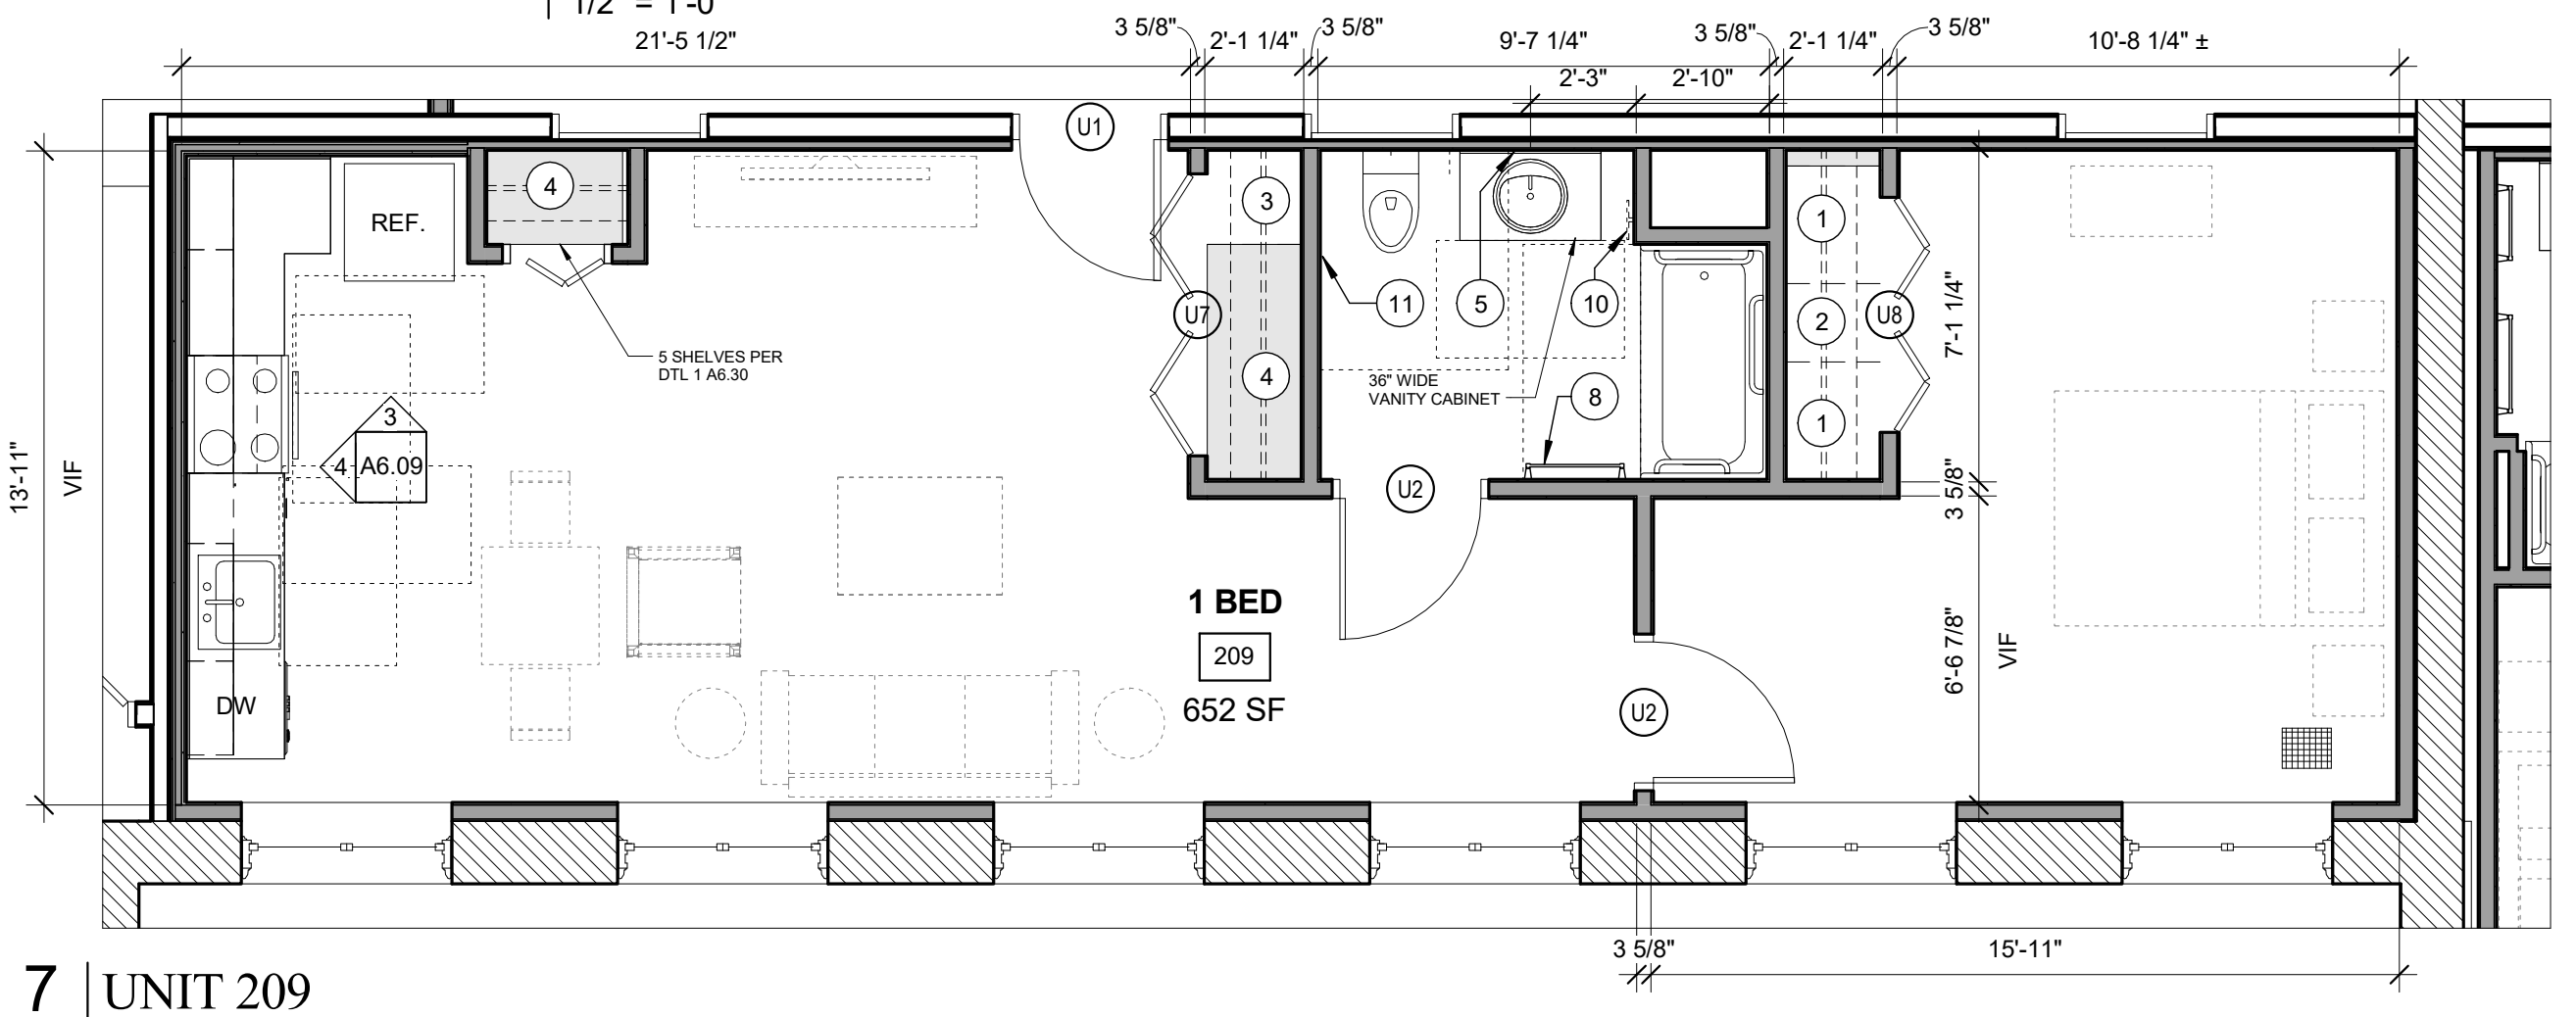 1/2" = 1'-0"
21'-5 1/2"
3 5/8"
2'-1 1/4"
3 5/8"
9'-7 1/4"
3 5/8"
2'-1 1/4"
3 5/8"
10'-8 1/4" ±
2'-3"
2'-10"
U1
4
REF.
3
1
5 SHELVES PER
DTL 1 A6.30
U7
4
11
5
10
2
U8
7'-1 1/4"
36" WIDE
VANITY CABINET
8
1
3
4
A6.09
13'-11"
VIF
U2
3 5/8"
1 BED
209
652 SF
6'-6 7/8"
VIF
DW
U2
3 5/8"
15'-11"
7
UNIT 209